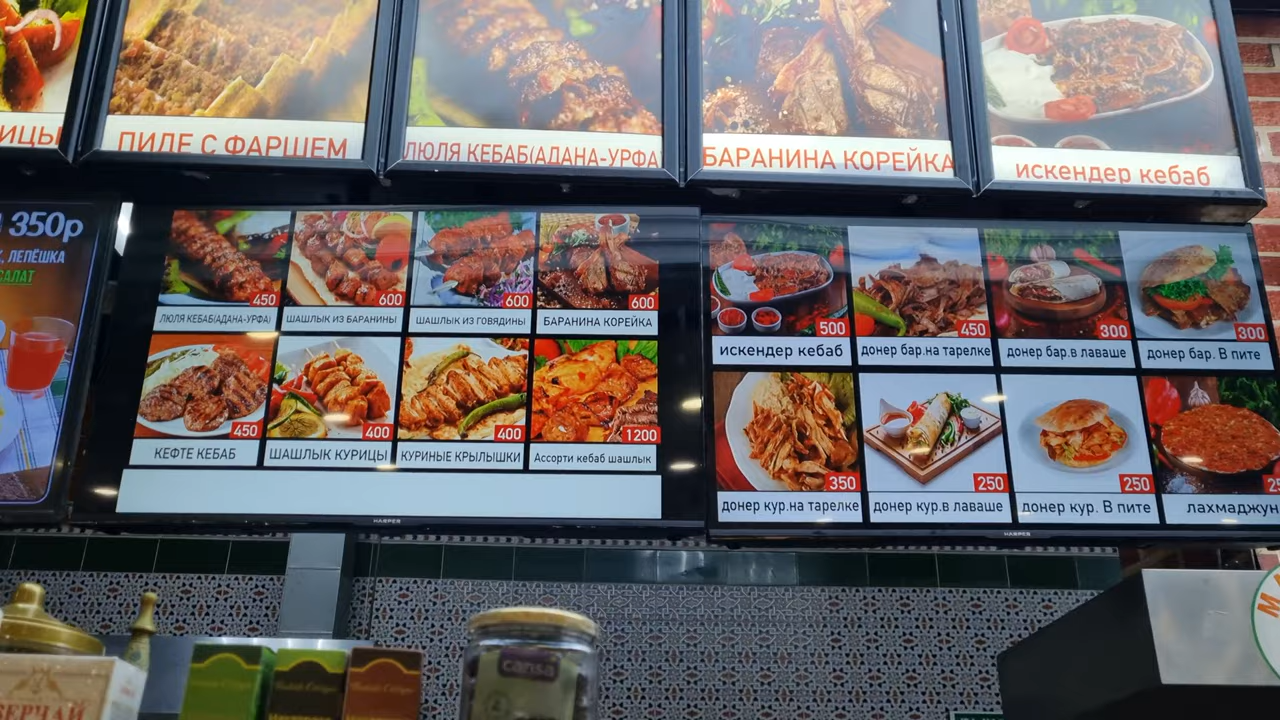 ПИДЕ С ФАРШЕМ
ЛЮЛЯ КЕБАБ(АДАНА-УРФА)
БАРАНИНА КОРЕЙКА
искендер кебаб
350р
ЛЕПЁШКА
САЛАТ
450
600
600
600
ЛЮЛЯ КЕБАБ(АДАНА-УРФА)
ШАШЛЫК ИЗ БАРАНИНЫ
ШАШЛЫК ИЗ ГОВЯДИНЫ
БАРАНИНА КОРЕЙКА
450
400
400
1200
КЕФТЕ КЕБАБ
ШАШЛЫК КУРИЦЫ
КУРИНЫЕ КРЫЛЫШКИ
Ассорти кебаб шашлык
HARPER
500
450
300
300
искендер кебаб
донер бар.на тарелке
донер бар.в лаваше
донер бар. В пите
350
250
250
донер кур.на тарелке
донер кур.в лаваше
донер кур. В пите
лахмаджун
HARPER
cansa